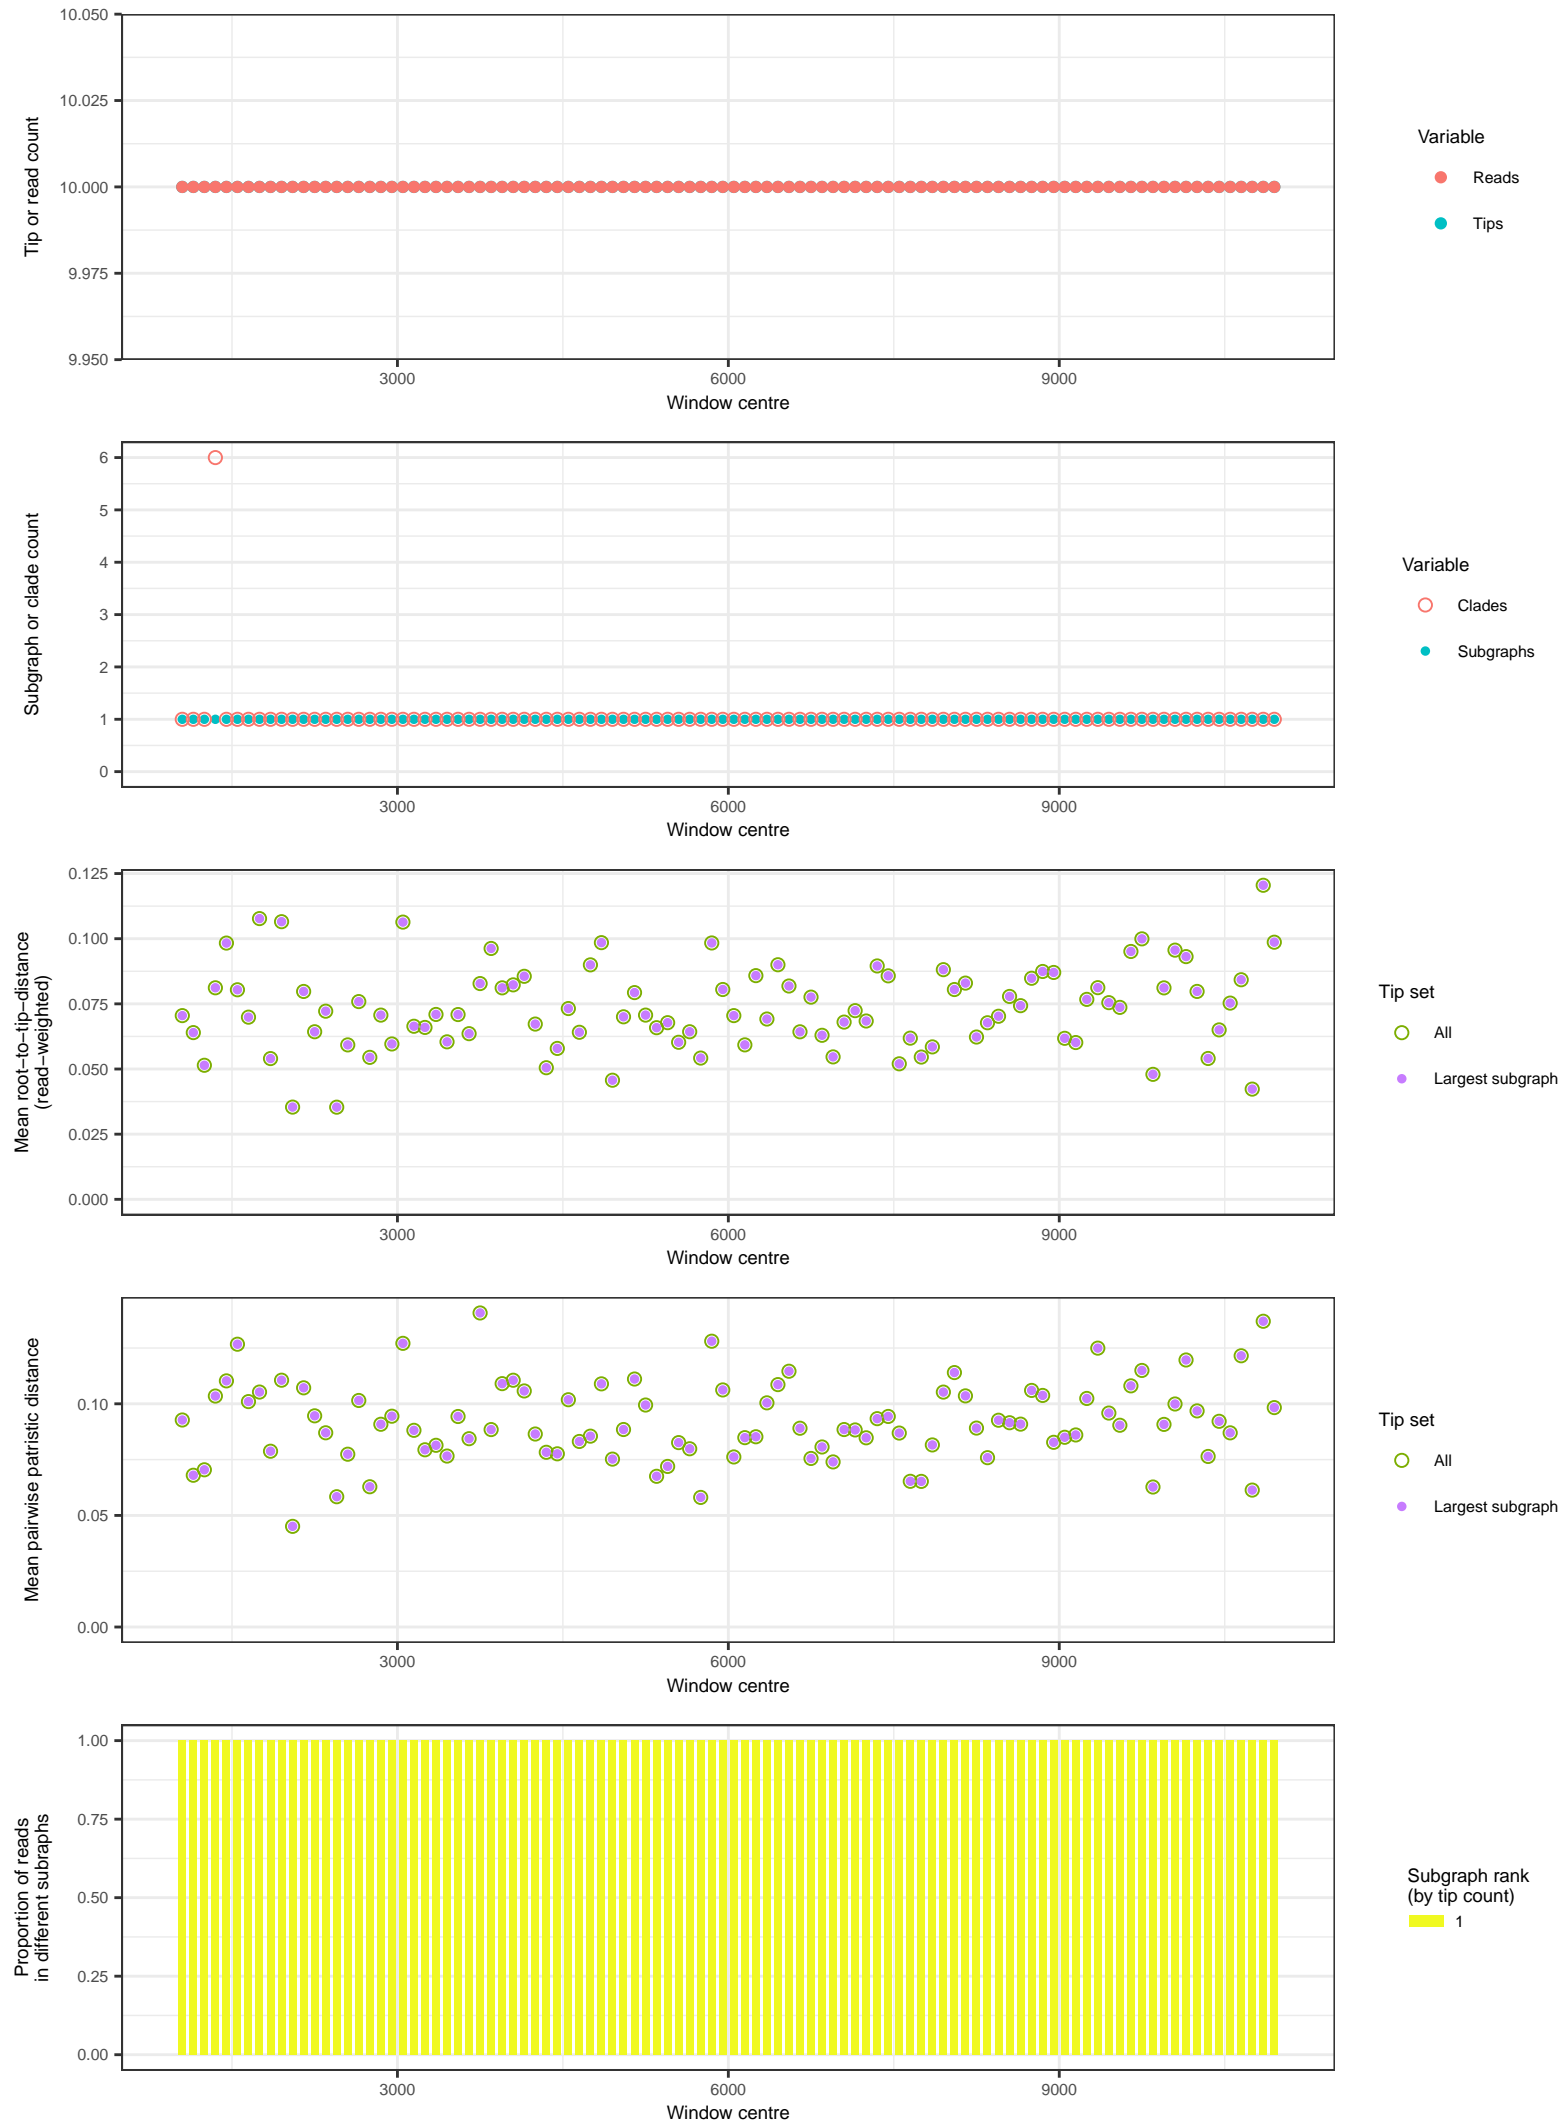 10.050
10.025
10.000
9.975
9.950
Tip or read count
3000
6000
9000
Window centre
Variable
Reads
Tips
6
5
4
3
2
1
0
Subgraph or clade count
3000
6000
9000
Window centre
Variable
Clades
Subgraphs
0.125
0.100
0.075
0.050
0.025
0.000
Mean root−to−tip−distance
(read−weighted)
3000
6000
9000
Window centre
Tip set
All
Largest subgraph
0.10
0.05
0.00
Mean pairwise patristic distance
3000
6000
9000
Window centre
Tip set
All
Largest subgraph
1.00
0.75
0.50
0.25
0.00
Proportion of reads
in different subraphs
3000
6000
9000
Window centre
Subgraph rank
(by tip count)
1